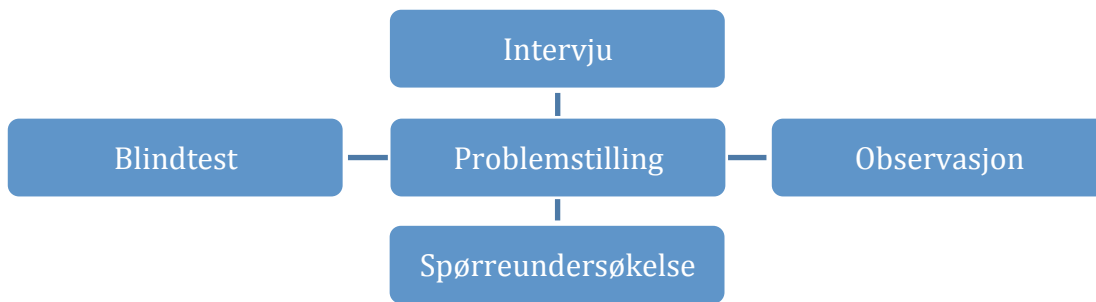 Intervju
Blindtest
Problemstilling
Observasjon
Spørreundersøkelse